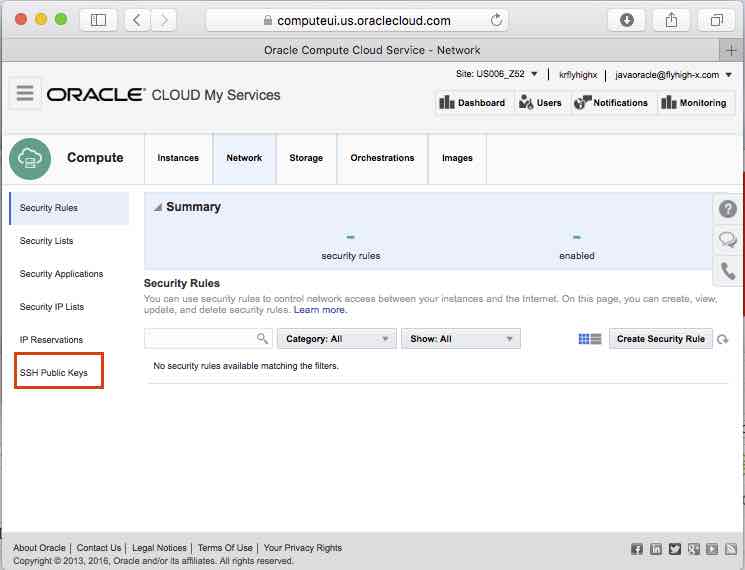 computeui.us.oraclecloud.com
Oracle Compute Cloud Service - Network
Site: US006_Z52 krflyhighx javaoracle@flyhigh-x.com
ORACLE CLOUD My Services
Dashboard Users Notifications Monitoring
Compute Instances Network Storage Orchestrations Images
Security Rules
Security Lists
Security Applications
Security IP Lists
IP Reservations
SSH Public Keys
Summary
security rules enabled
Security Rules
You can use security rules to control network access between your instances and the Internet. On this page, you can create, view,
update, and delete security rules. Learn more.
Category: All Show: All Create Security Rule
No security rules available matching the filters.
About Oracle | Contact Us | Legal Notices | Terms Of Use | Your Privacy Rights
Copyright © 2013, 2016, Oracle and/or its affiliates. All rights reserved.